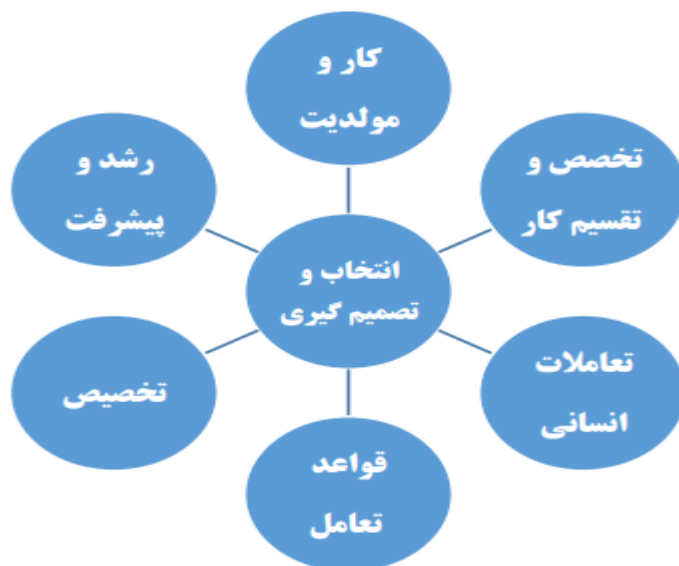 کار و
مولدیت
تخصص و
تقسیم کار
رشد و
پیشرفت
انتخاب و
تصمیم گیری
تعاملات
انسانی
تخصیص
قواعد
تعامل